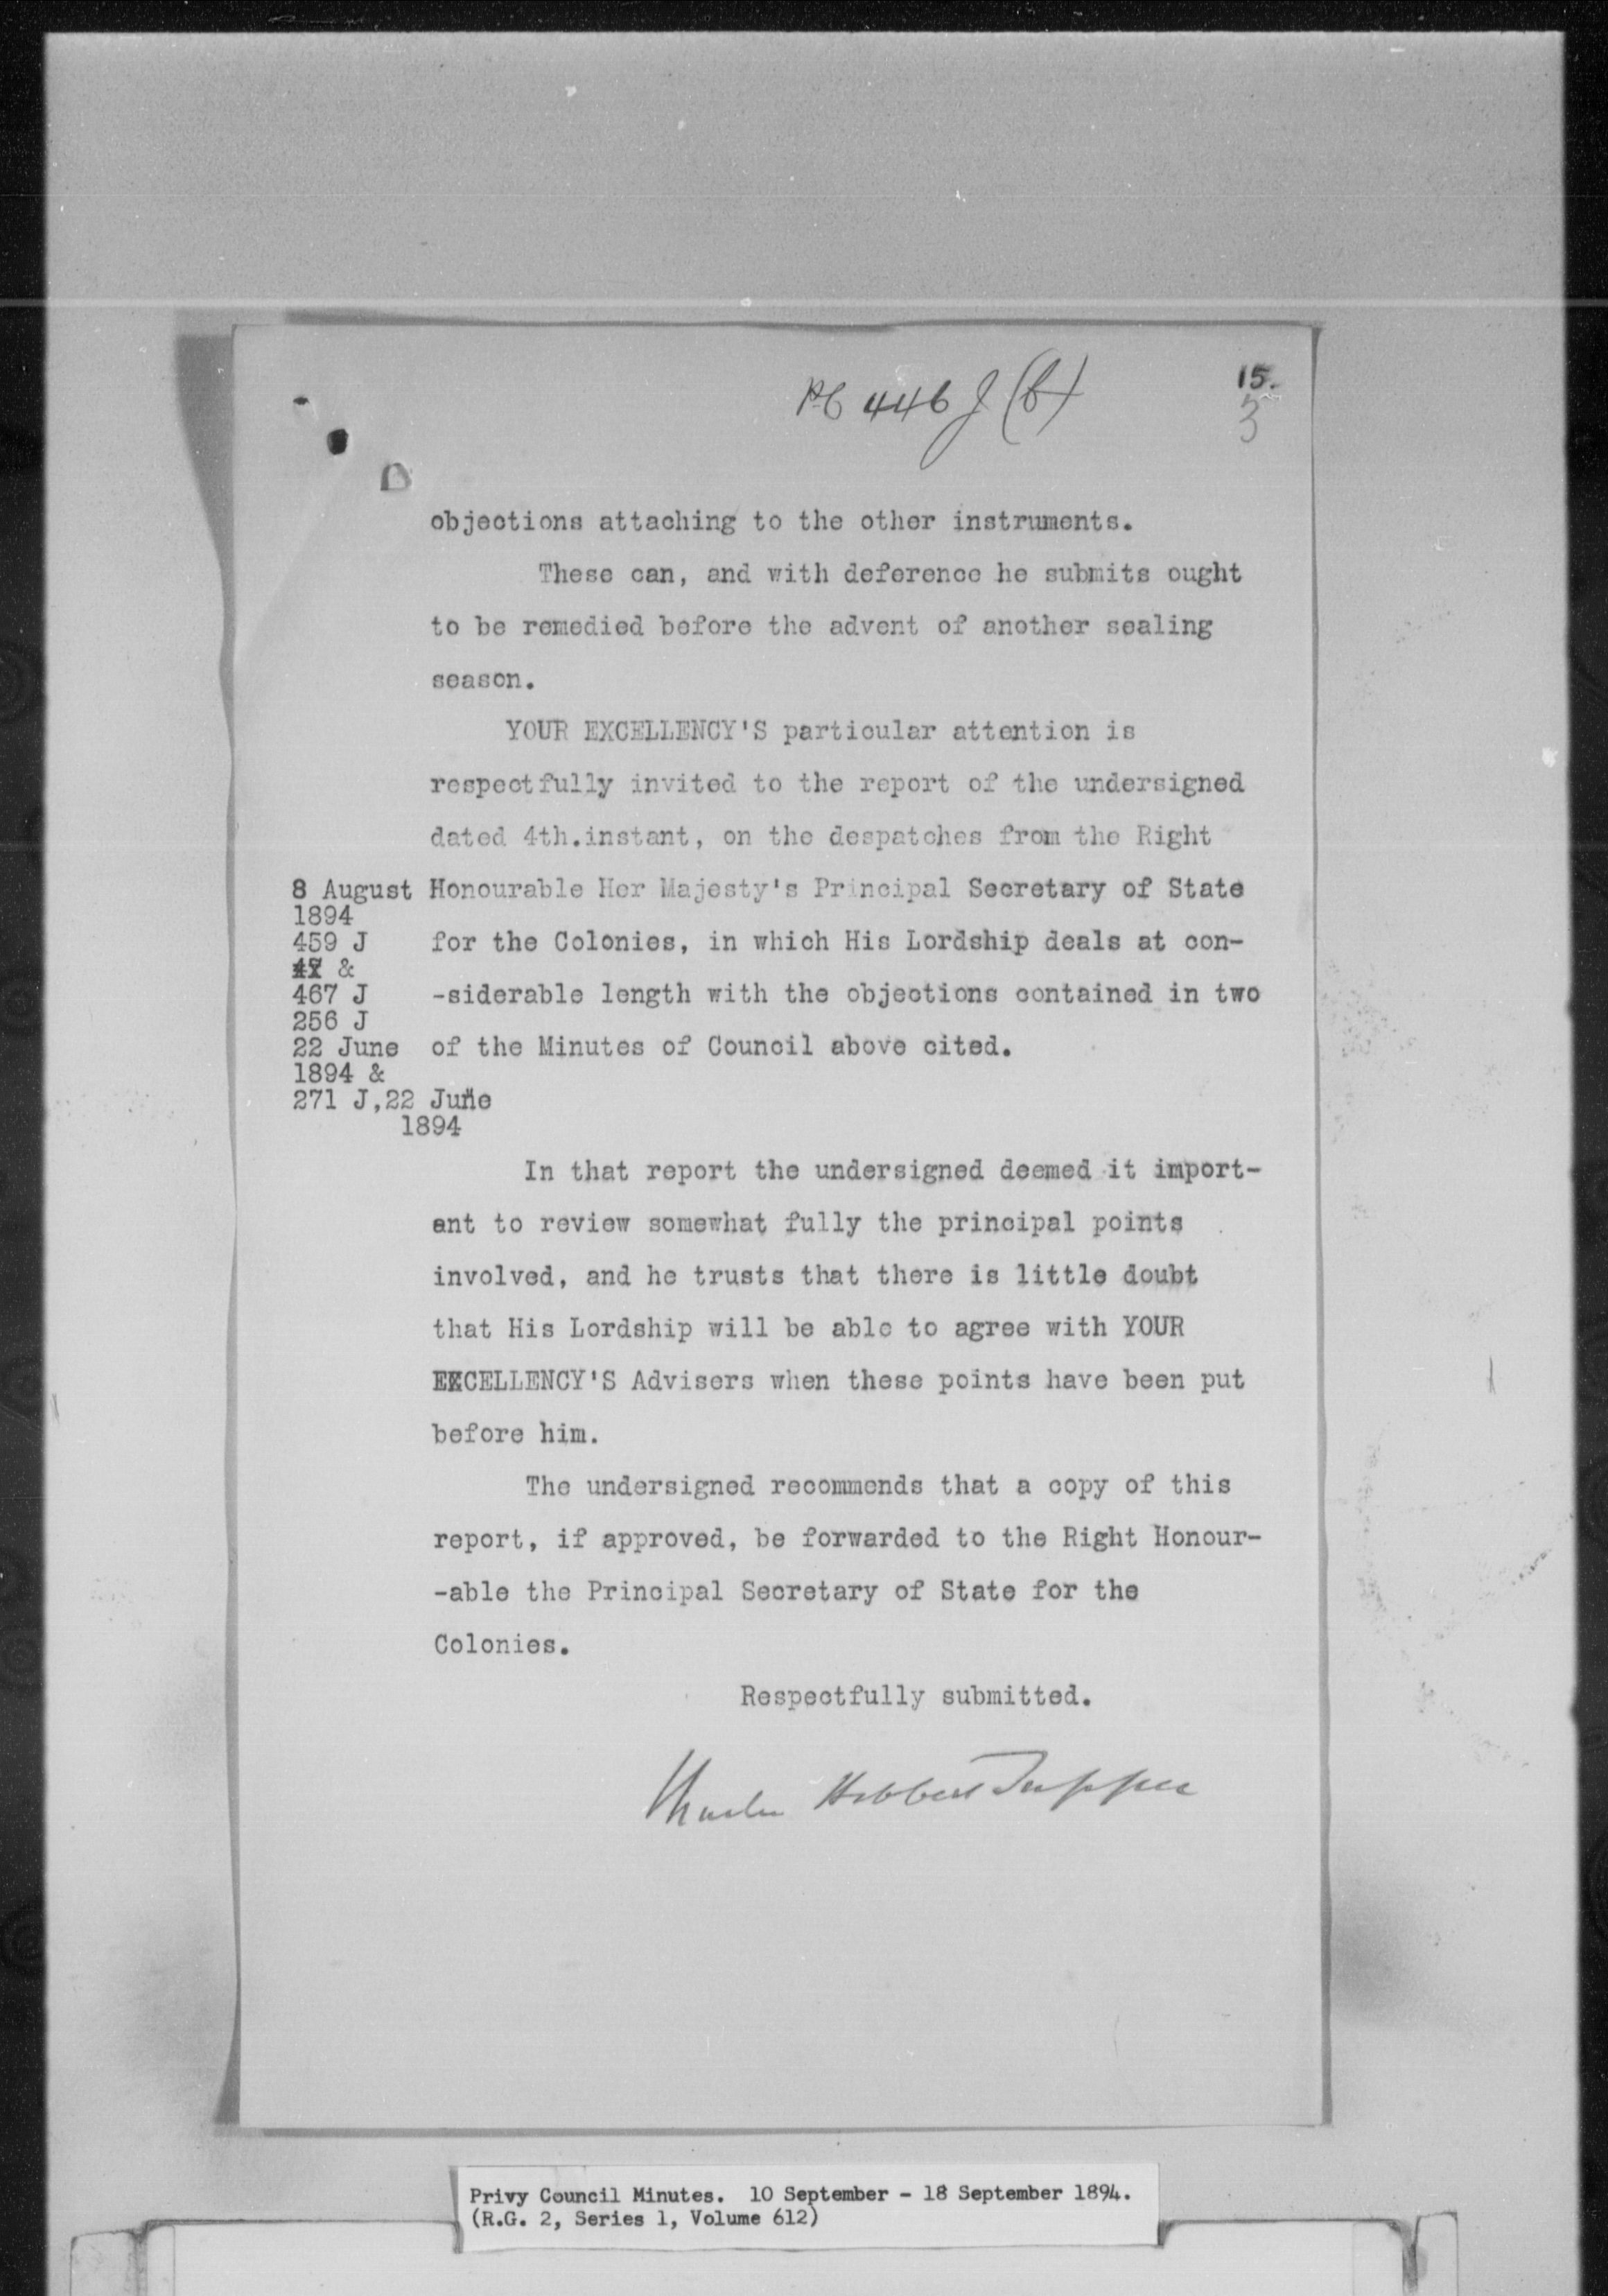 PC 446 J (b)
15.
3
objections attaching to the other instruments.
These can, and with deference he submits ought
to be remedied before the advent of another sealing
season.
YOUR EXCELLENCY'S particular attention is
respectfully invited to the report of the undersigned
dated 4th.instant, on the despatches from the Right
8 August Honourable Her Majesty's Principal Secretary of State
1894
459 J for the Colonies, in which His Lordship deals at con-
&
467 J -siderable length with the objections contained in two
256 J
22 June of the Minutes of Council above cited.
1894 &
271 J,22 June
1894
In that report the undersigned deemed it import-
ant to review somewhat fully the principal points
involved, and he trusts that there is little doubt
that His Lordship will be able to agree with YOUR
EXCELLENCY'S Advisers when these points have been put
before him.
The undersigned recommends that a copy of this
report, if approved, be forwarded to the Right Honour-
-able the Principal Secretary of State for the
Colonies.
Respectfully submitted.
Charles Hibbert Tupper
Privy Council Minutes. 10 September - 18 September 1894.
(R.G. 2, Series 1, Volume 612)